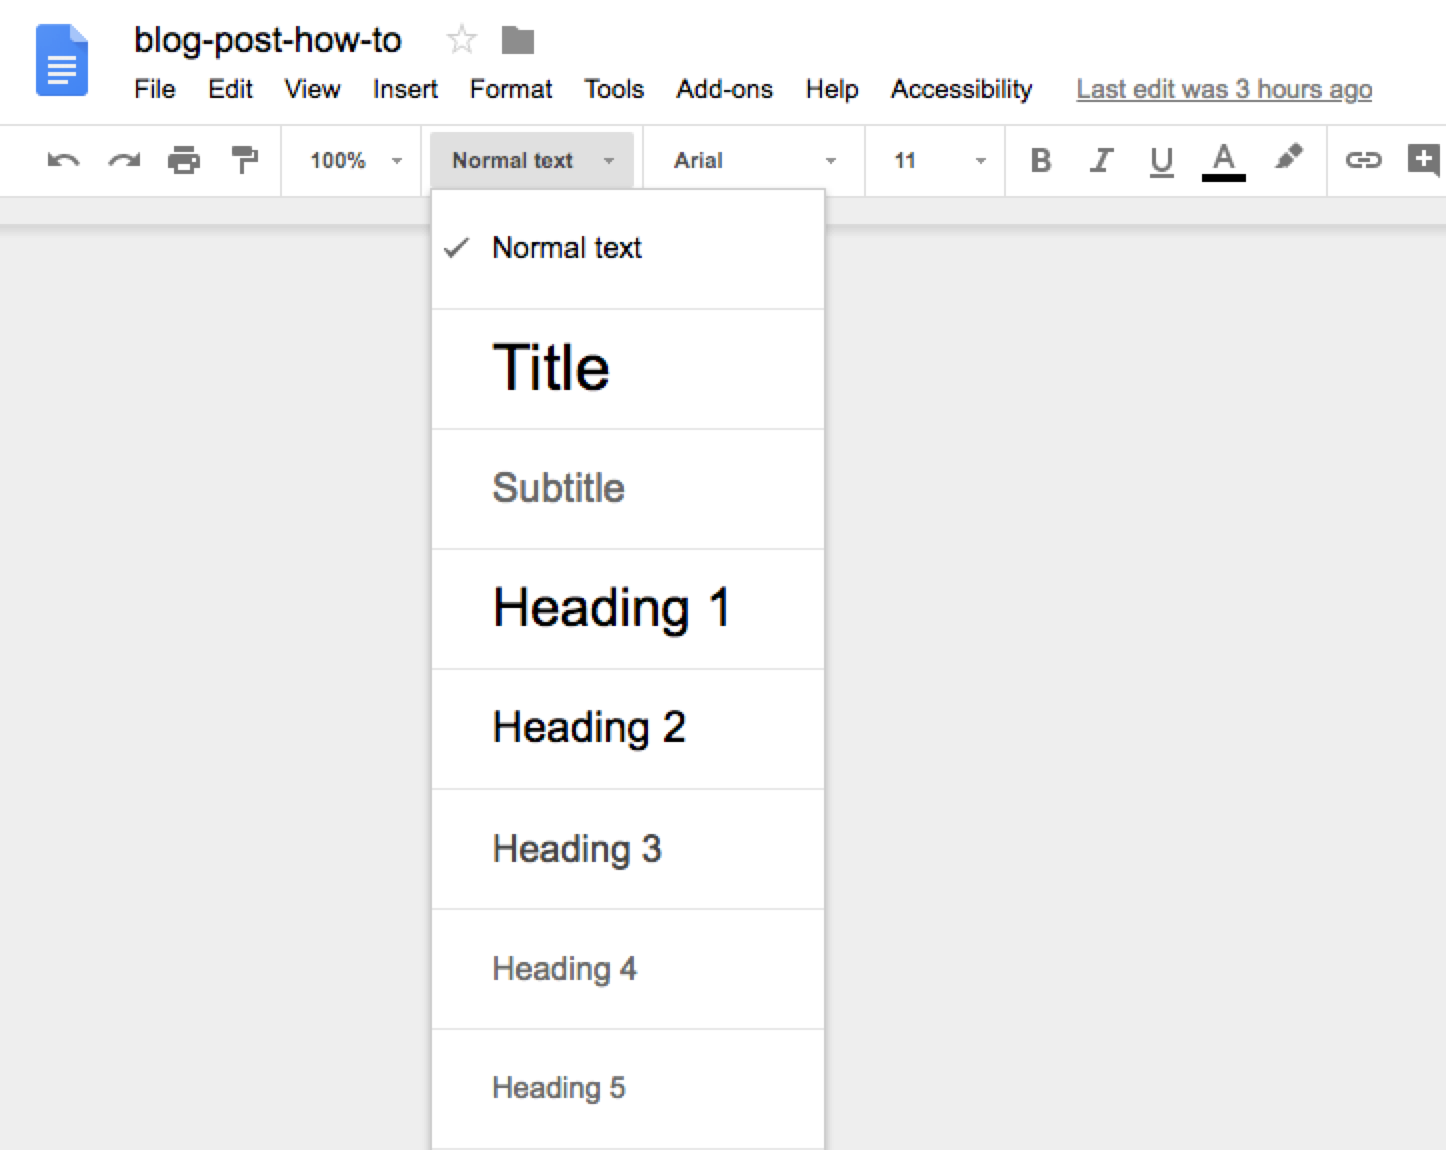 blog-post-how-to
File Edit View Insert Format Tools Add-ons Help Accessibility Last edit was 3 hours ago
100% Normal text Arial 11 B I U A
Normal text
Title
Subtitle
Heading 1
Heading 2
Heading 3
Heading 4
Heading 5